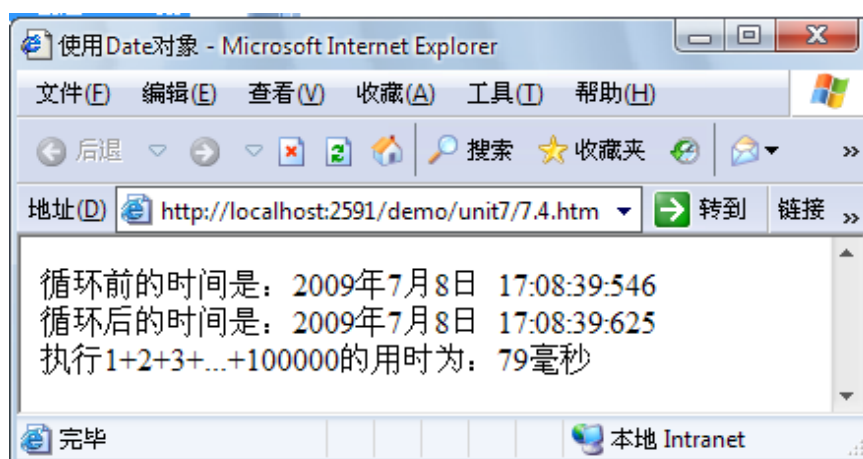 使用Date对象 - Microsoft Internet Explorer
文件(F) 编辑(E) 查看(V) 收藏(A) 工具(T) 帮助(H)
后退 搜索 收藏夹 »
地址(D) http://localhost:2591/demo/unit7/7.4.htm 转到 链接 »
循环前的时间是：2009年7月8日 17:08:39:546
循环后的时间是：2009年7月8日 17:08:39:625
执行1+2+3+...+100000的用时为：79毫秒
完毕 本地 Intranet